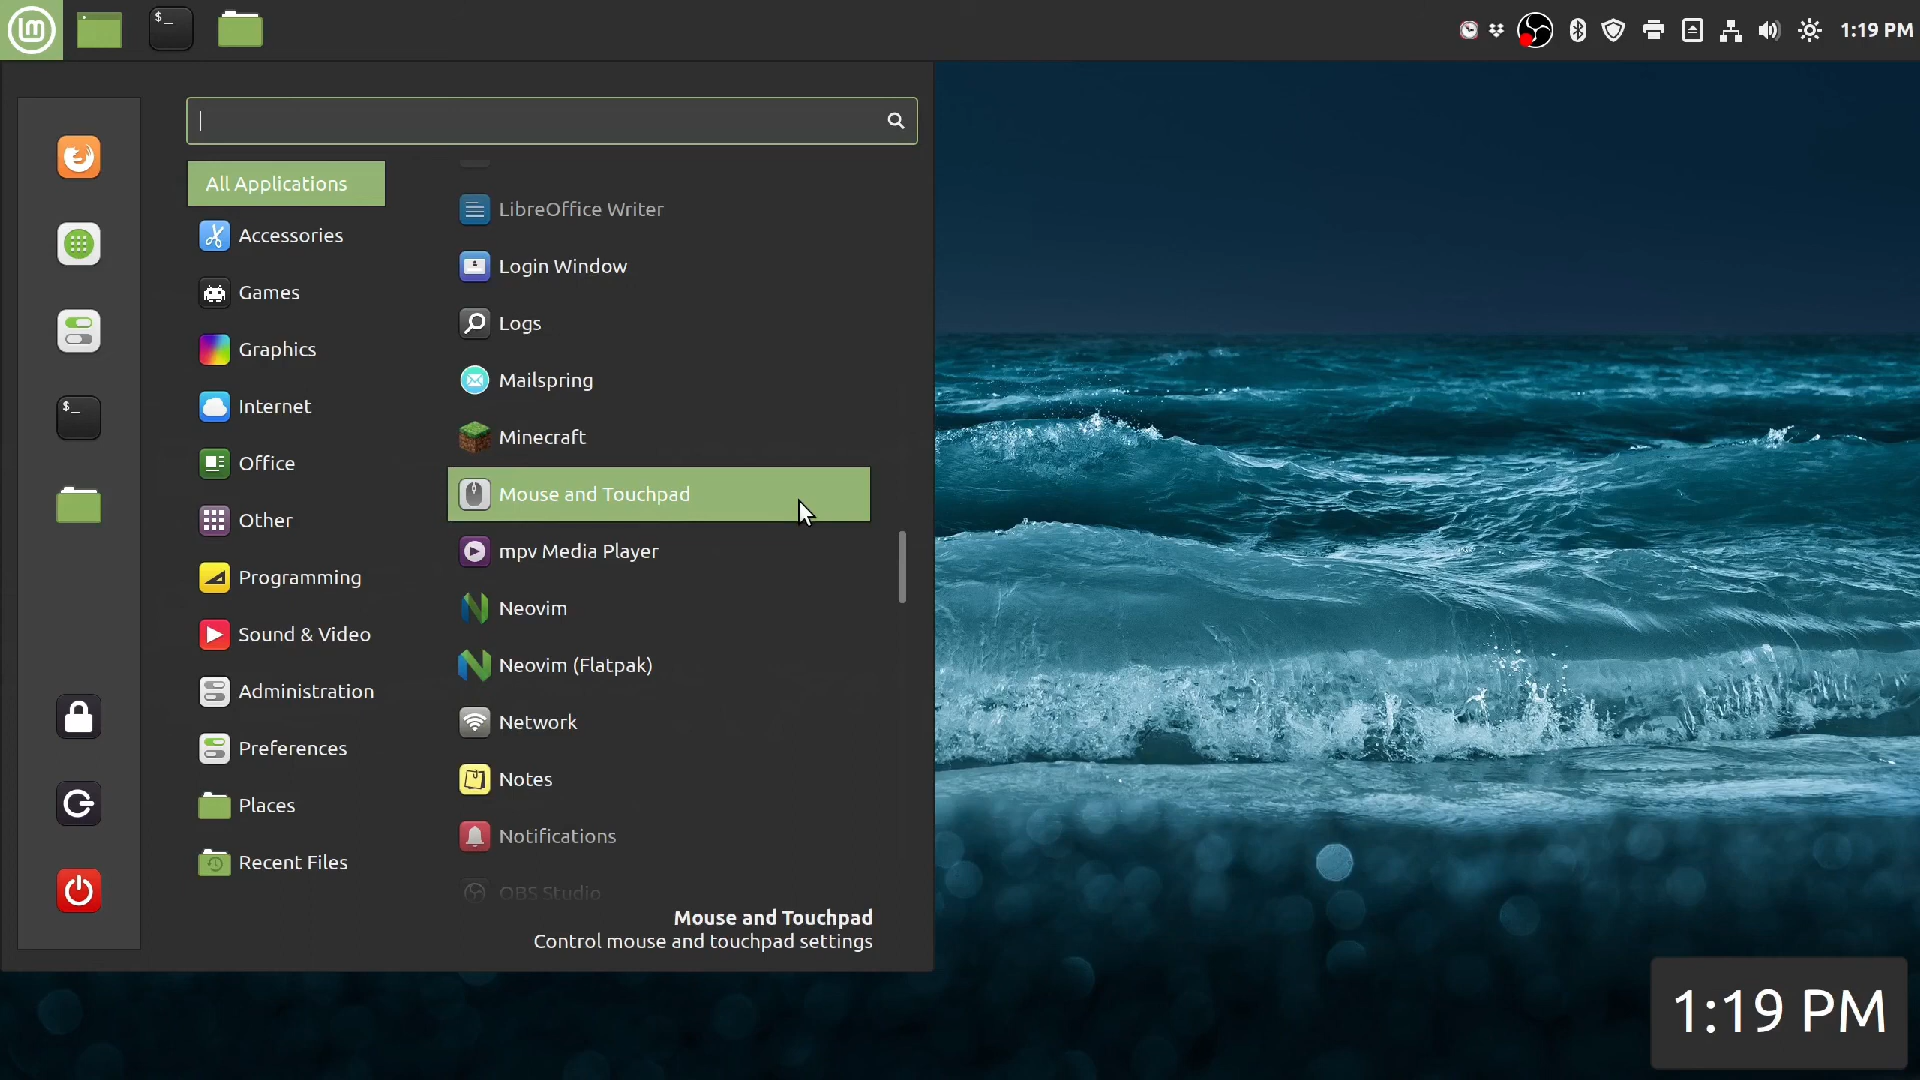 1:19 PM
All Applications
Accessories
Games
Graphics
Internet
Office
Other
Programming
Sound & Video
Administration
Preferences
Places
Recent Files
LibreOffice Writer
Login Window
Logs
Mailspring
Minecraft
Mouse and Touchpad
mpv Media Player
Neovim
Neovim (Flatpak)
Network
Notes
Notifications
OBS Studio
Mouse and Touchpad
Control mouse and touchpad settings
1:19 PM